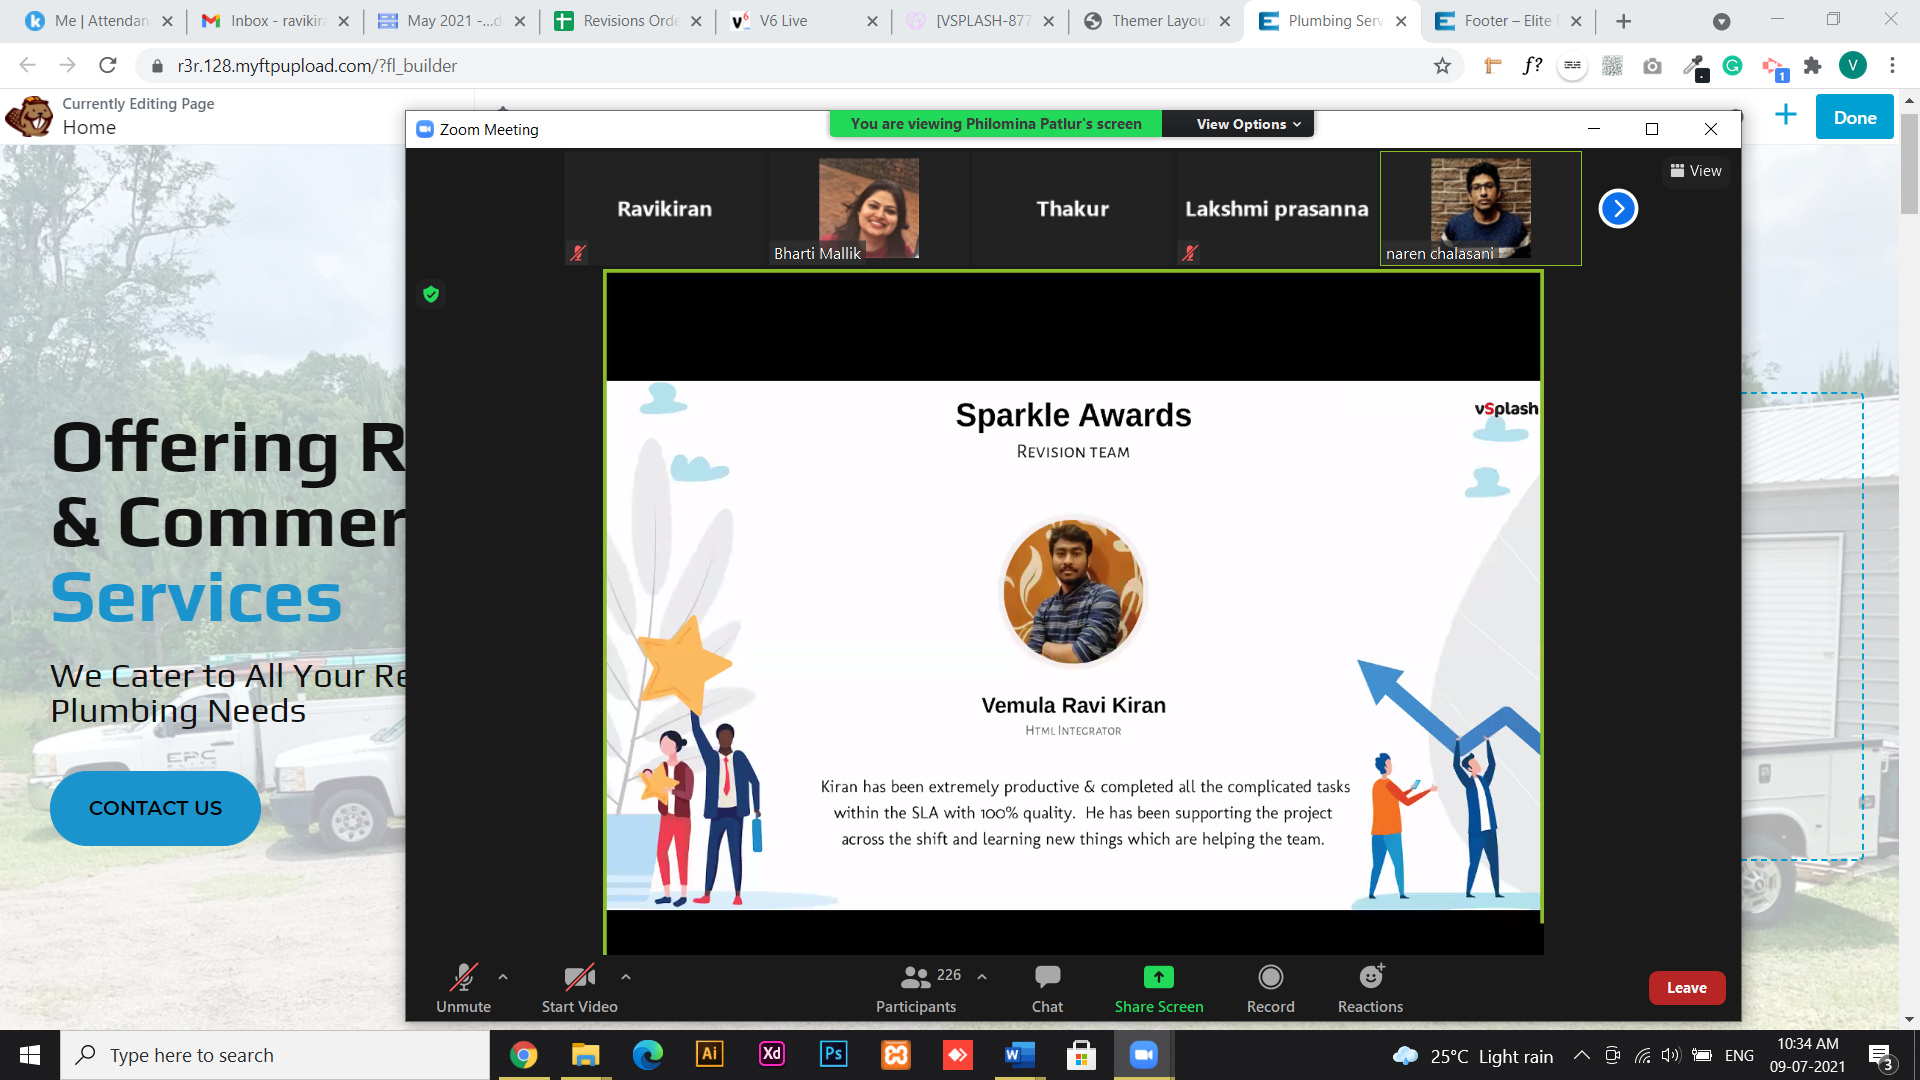 Me | Attendan
Inbox - ravikira
May 2021 -...d
Revisions Orde
V6 Live
[VSPLASH-877
Themer Layou
Plumbing Serv
Footer – Elite P
r3r.128.myftpupload.com/?fl_builder
f?
1
V
Currently Editing Page
Home
Done
Zoom Meeting
You are viewing Philomina Patlur's screen
View Options
View
Ravikiran
Bharti Mallik
Thakur
Lakshmi prasanna
naren chalasani
Offering R
& Commer
Services
We Cater to All Your Re
Plumbing Needs
EPC
CONTACT US
Sparkle Awards
Revision team
vSplash
Vemula Ravi Kiran
Html Integrator
Kiran has been extremely productive & completed all the complicated tasks
within the SLA with 100% quality. He has been supporting the project
across the shift and learning new things which are helping the team.
Unmute
Start Video
226
Participants
Chat
Share Screen
Record
Reactions
Leave
Type here to search
Ai
Xd
Ps
W
25°C Light rain
ENG
10:34 AM
09-07-2021
3